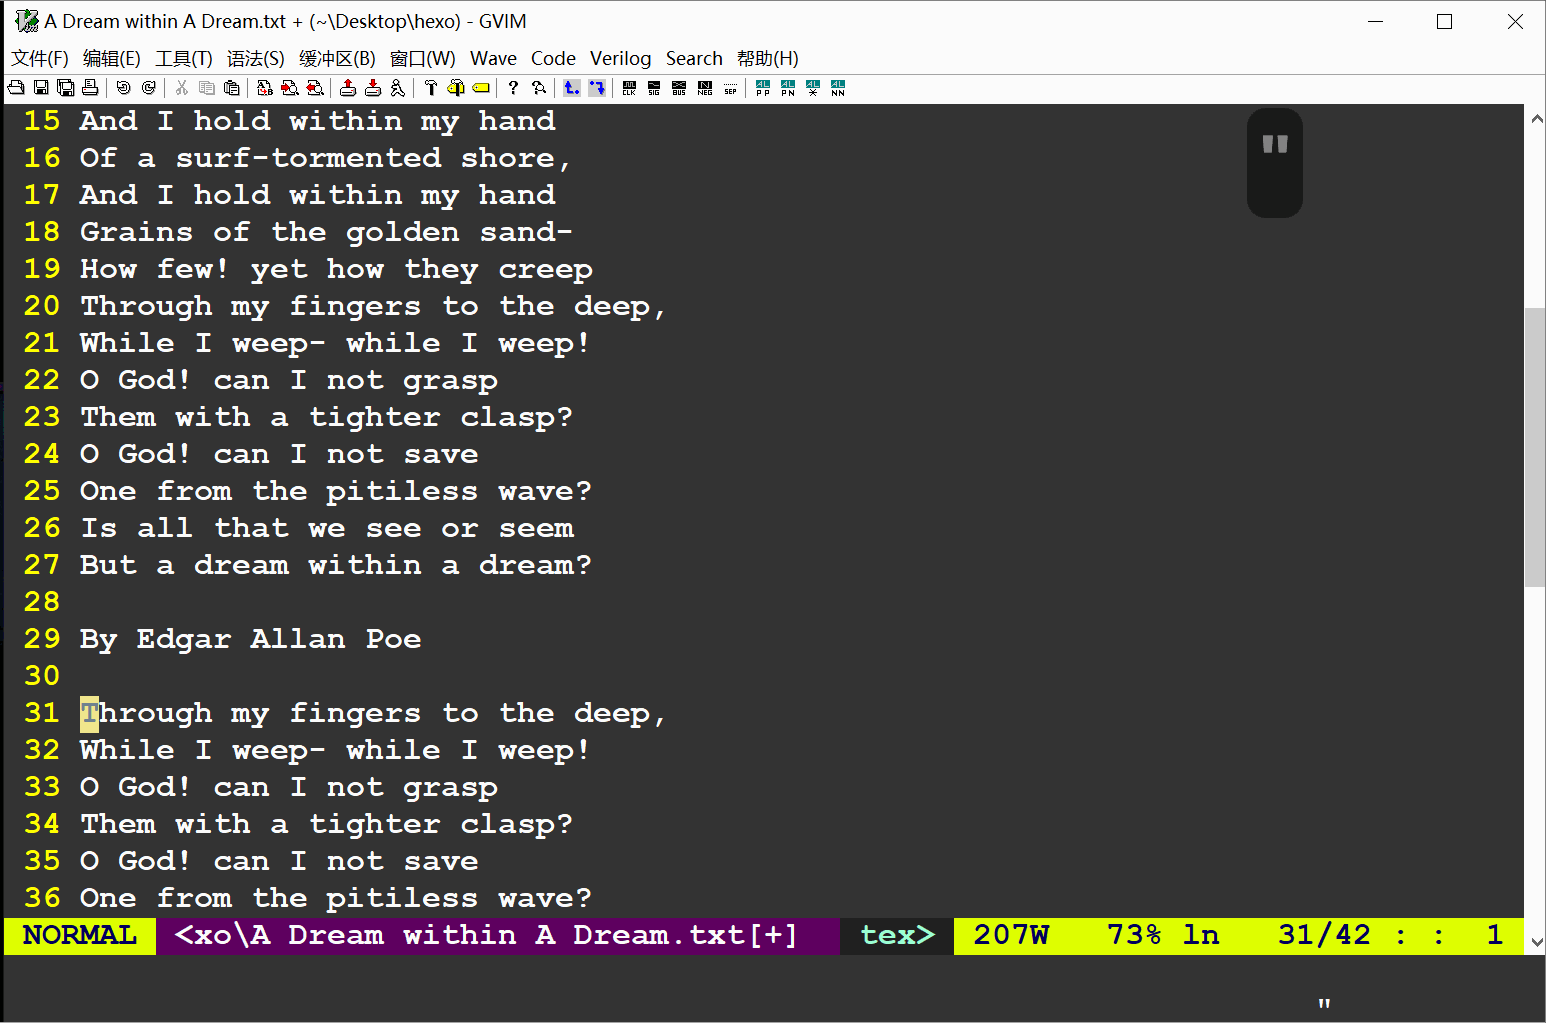 A Dream within A Dream.txt + (~\Desktop\hexo) - GVIM
文件(F) 编辑(E) 工具(T) 语法(S) 缓冲区(B) 窗口(W) Wave Code Verilog Search 帮助(H)
CLK SIG BUS NEG SEP PP PN NN
15 And I hold within my hand
"
16 Of a surf-tormented shore,
17 And I hold within my hand
18 Grains of the golden sand-
19 How few! yet how they creep
20 Through my fingers to the deep,
21 While I weep- while I weep!
22 O God! can I not grasp
23 Them with a tighter clasp?
24 O God! can I not save
25 One from the pitiless wave?
26 Is all that we see or seem
27 But a dream within a dream?
28
29 By Edgar Allan Poe
30
31 Through my fingers to the deep,
32 While I weep- while I weep!
33 O God! can I not grasp
34 Them with a tighter clasp?
35 O God! can I not save
36 One from the pitiless wave?
NORMAL <xo\A Dream within A Dream.txt[+] tex> 207W 73% ln 31/42 : : 1
"